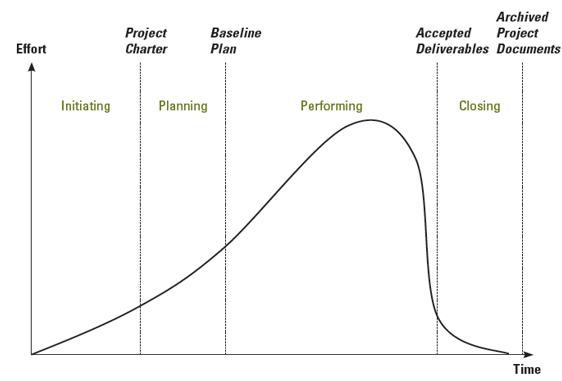 Archived
Project Accepted Project
Charter
Baseline
Plan
Deliverables Documents
Effort
Initiating Planning Performing Closing
Time